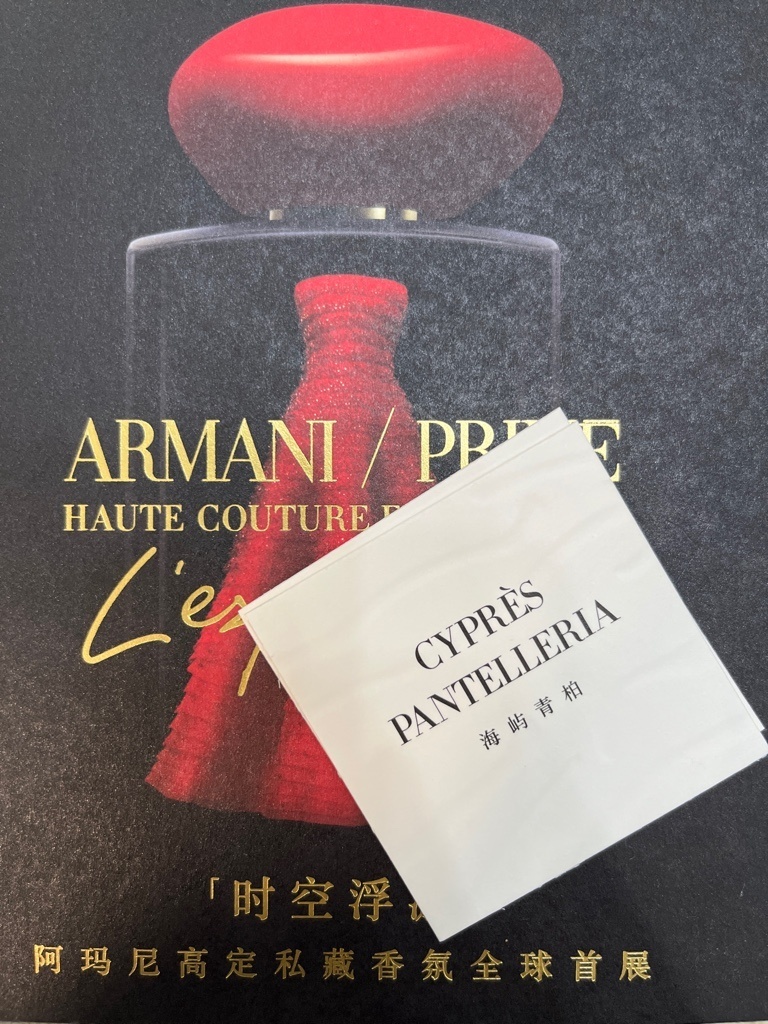 ARMANI / PRIVE
HAUTE COUTURE
「时空浮
阿玛尼高定私藏香氛全球首展
CYPRÈS
PANTELLERIA
海屿青柏